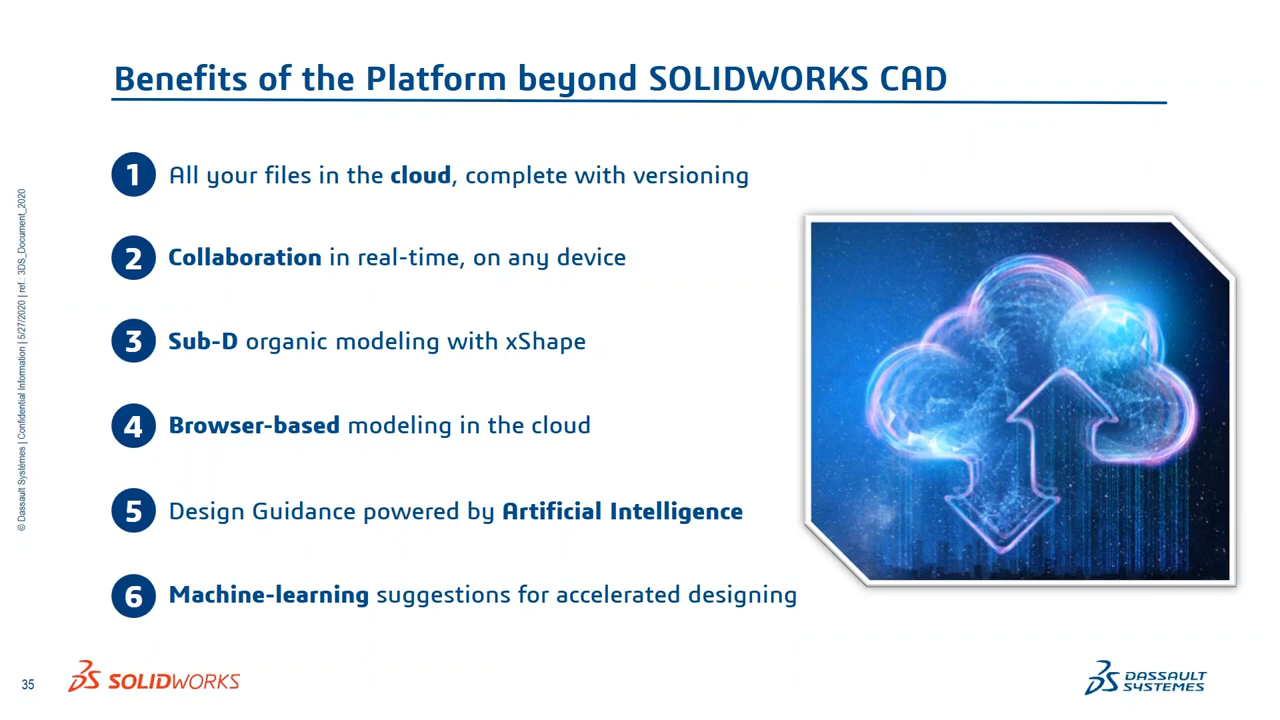 Benefits of the Platform beyond SOLIDWORKS CAD
1 All your files in the cloud, complete with versioning
2 Collaboration in real-time, on any device
3 Sub-D organic modeling with xShape
4 Browser-based modeling in the cloud
5 Design Guidance powered by Artificial Intelligence
6 Machine-learning suggestions for accelerated designing
© Dassault Systèmes | Confidential Information | 5/27/2020 | ref.: 3DS_Document_2020
35
SOLIDWORKS
DASSAULT
SYSTEMES